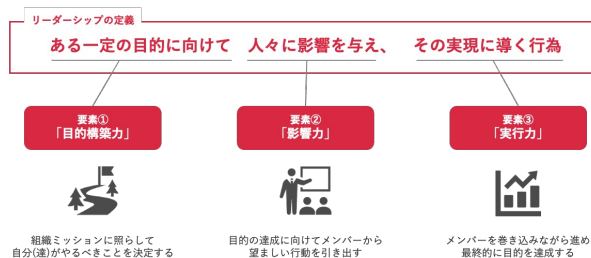 リーダーシップの定義
ある一定の目的に向けて 人々に影響を与え、 その実現に導く行為
要素①
「目的構築力」
要素②
「影響力」
要素③
「実行力」
組織ミッションに照らして
自分(達)がやるべきことを決定する
目的の達成に向けてメンバーから
望ましい行動を引き出す
メンバーを巻き込みながら進め
最終的に目的を達成する